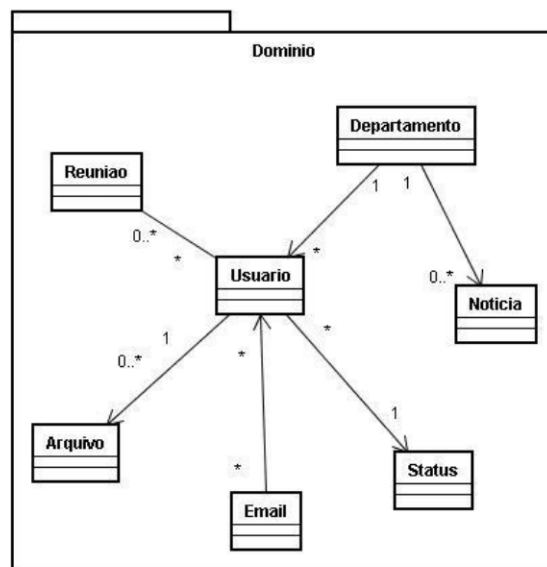 Dominio
Departamento
Reuniao
1
1
0..*
*
*
Usuario
0..*
Noticia
1
*
0..*
*
1
Arquivo
Status
*
Email